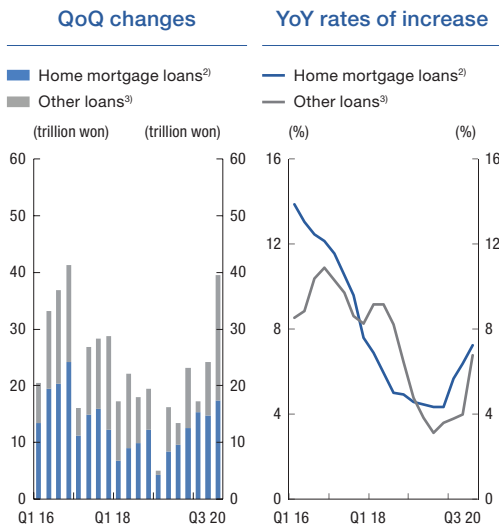 QoQ changes
Home mortgage loans2)
Other loans3)
(trillion won) (trillion won)
60 60
50 50
40 40
30 30
20 20
10 10
0 0
Q1 16 Q1 18 Q3 20
YoY rates of increase
Home mortgage loans2)
Other loans3)
(%) (%)
16 16
12 12
8 8
4 4
0 0
Q1 16 Q1 18 Q3 20